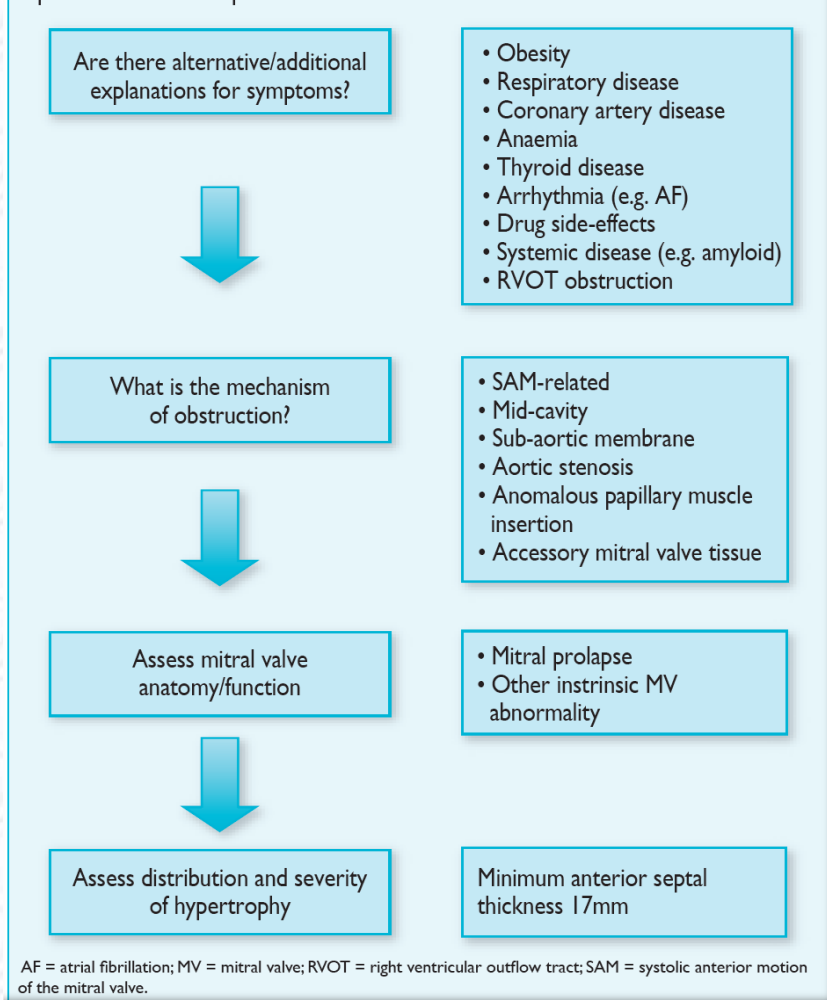 Are there alternative/additional
explanations for symptoms?
• Obesity
• Respiratory disease
• Coronary artery disease
• Anaemia
• Thyroid disease
• Arrhythmia (e.g. AF)
• Drug side-effects
• Systemic disease (e.g. amyloid)
• RVOT obstruction
What is the mechanism
of obstruction?
• SAM-related
• Mid-cavity
• Sub-aortic membrane
• Aortic stenosis
• Anomalous papillary muscle
insertion
• Accessory mitral valve tissue
Assess mitral valve
anatomy/function
• Mitral prolapse
• Other instrinsic MV
abnormality
Assess distribution and severity
of hypertrophy
Minimum anterior septal
thickness 17mm
AF = atrial fibrillation; MV = mitral valve; RVOT = right ventricular outflow tract; SAM = systolic anterior motion
of the mitral valve.